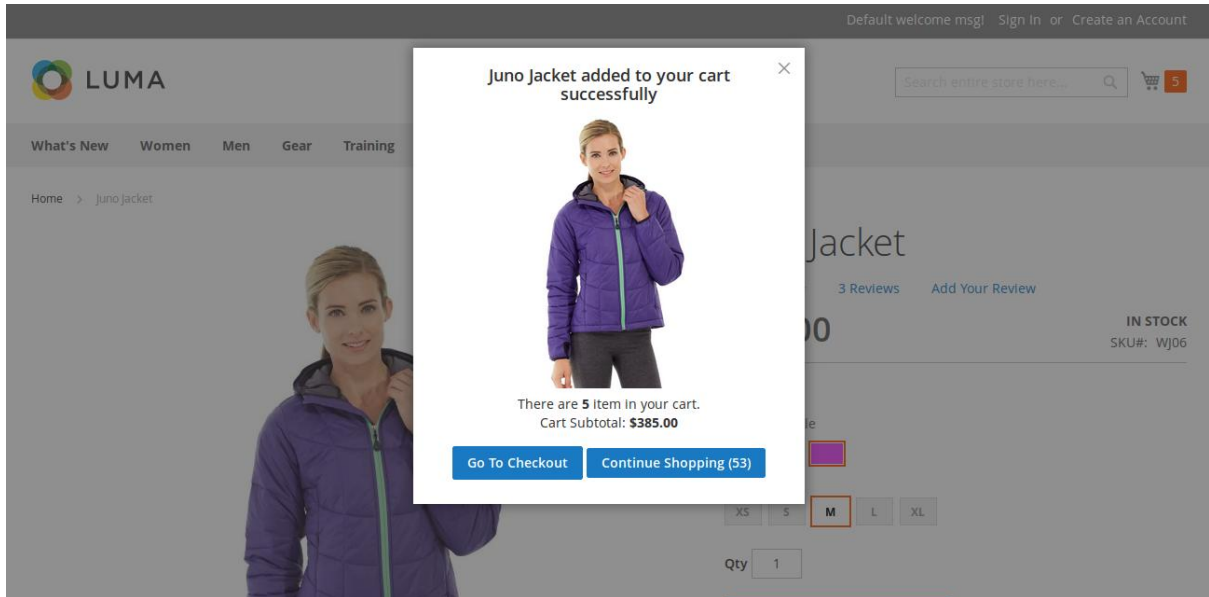 Default welcome msg! Sign In or Create an Account
LUMA
Search entire store here...
5
What's New Women Men Gear Training
Home > Juno Jacket
Juno Jacket added to your cart
successfully
There are 5 item in your cart.
Cart Subtotal: $385.00
Go To Checkout
Continue Shopping (53)
Jacket
3 Reviews Add Your Review
00
IN STOCK
SKU#: WJ06
le
XS S M L XL
Qty 1